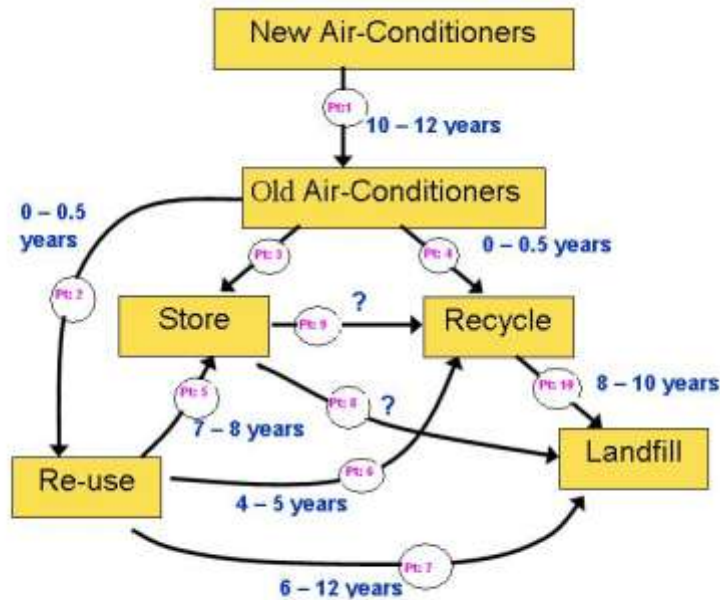 New Air-Conditioners
Pt:1
10 – 12 years
Old Air-Conditioners
0 – 0.5
years
Pt: 2
Pt: 3
Pt: 4
0 – 0.5 years
Store
Pt: 9
?
Recycle
Pt: 5
7 – 8 years
Pt: 8
?
Pt: 10
8 – 10 years
Re-use
Pt: 6
4 – 5 years
Landfill
Pt: 7
6 – 12 years